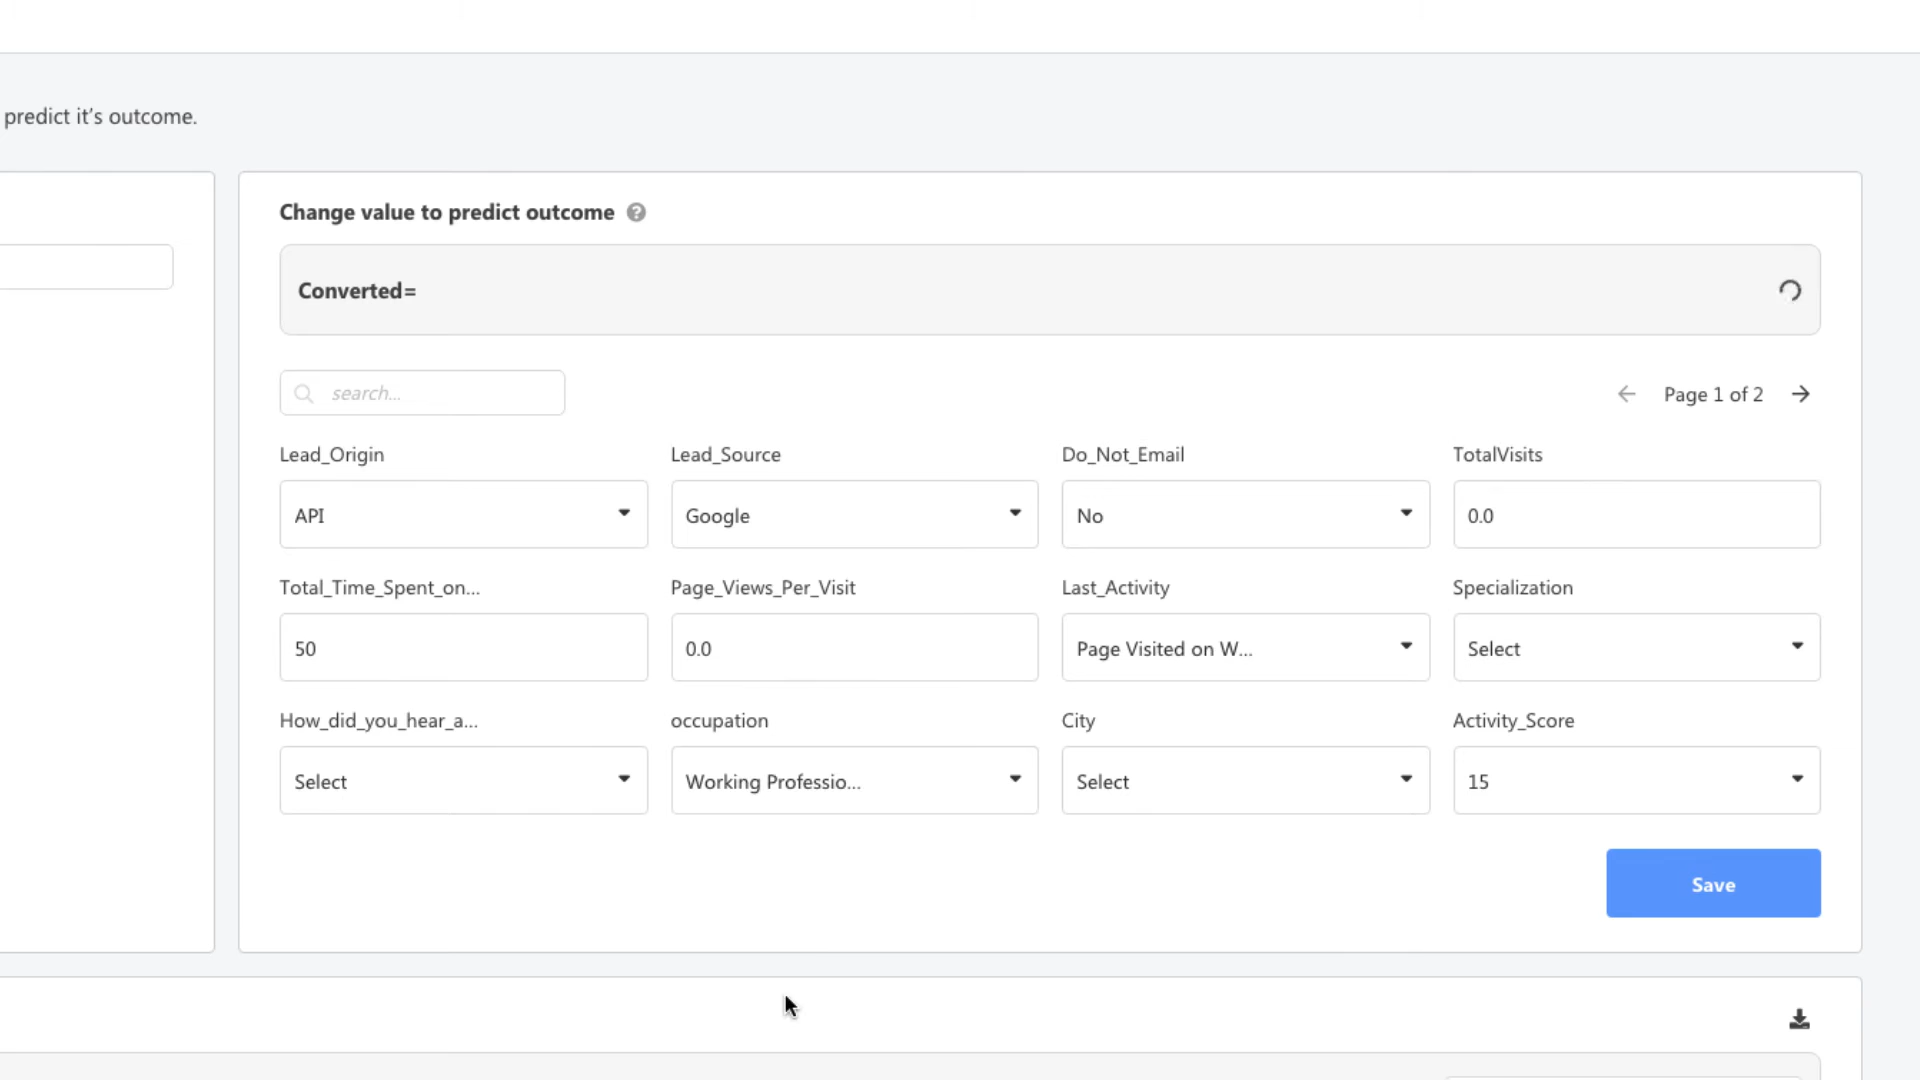 predict it's outcome.
Change value to predict outcome ?
Converted=
search...
Page 1 of 2
Lead_Origin Lead_Source Do_Not_Email TotalVisits
API Google No 0.0
Total_Time_Spent_on... Page_Views_Per_Visit Last_Activity Specialization
50 0.0 Page Visited on W... Select
How_did_you_hear_a... occupation City Activity_Score
Select Working Professio... Select 15
Save